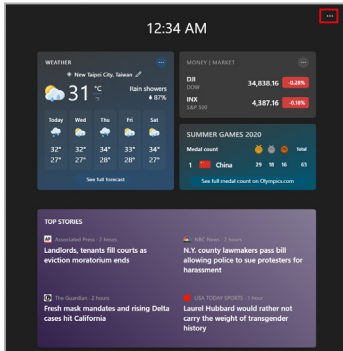 12:34 AM
WEATHER
New Taipri City, Taiwan
31 °C
Rain showers
87%
Today Wed Thu Fri Sat
32° 32° 34° 33° 34°
27° 27° 28° 28° 27°
See full forecast
MONEY | MARKET
DJI
DOW
34,838.16
-0.28%
INX
S&P 500
4,387.16
-0.18%
SUMMER GAMES 2020
Medal count
Total
1 China 29 18 16 63
See full medal count on Olympics.com
TOP STORIES
AP Associated Press · 2 hours
Landlords, tenants fill courts as
eviction moratorium ends
NBC News · 2 hours
N.Y. county lawmakers pass bill
allowing police to sue protesters for
harassment
The Guardian · 2 hours
Fresh mask mandates and rising Delta
cases hit California
USA TODAY SPORTS · 1 hour
Laurel Hubbard would rather not
carry the weight of transgender
history